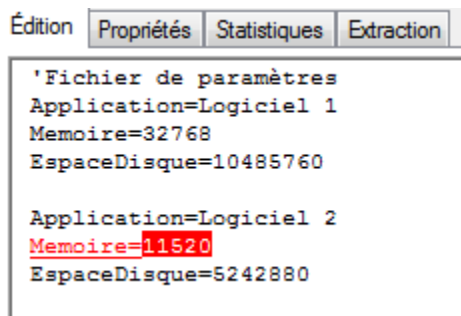 Édition Propriétés Statistiques Extraction
'Fichier de paramètres
Application=Logiciel 1
Memoire=32768
EspaceDisque=10485760
Application=Logiciel 2
Memoire=11520
EspaceDisque=5242880